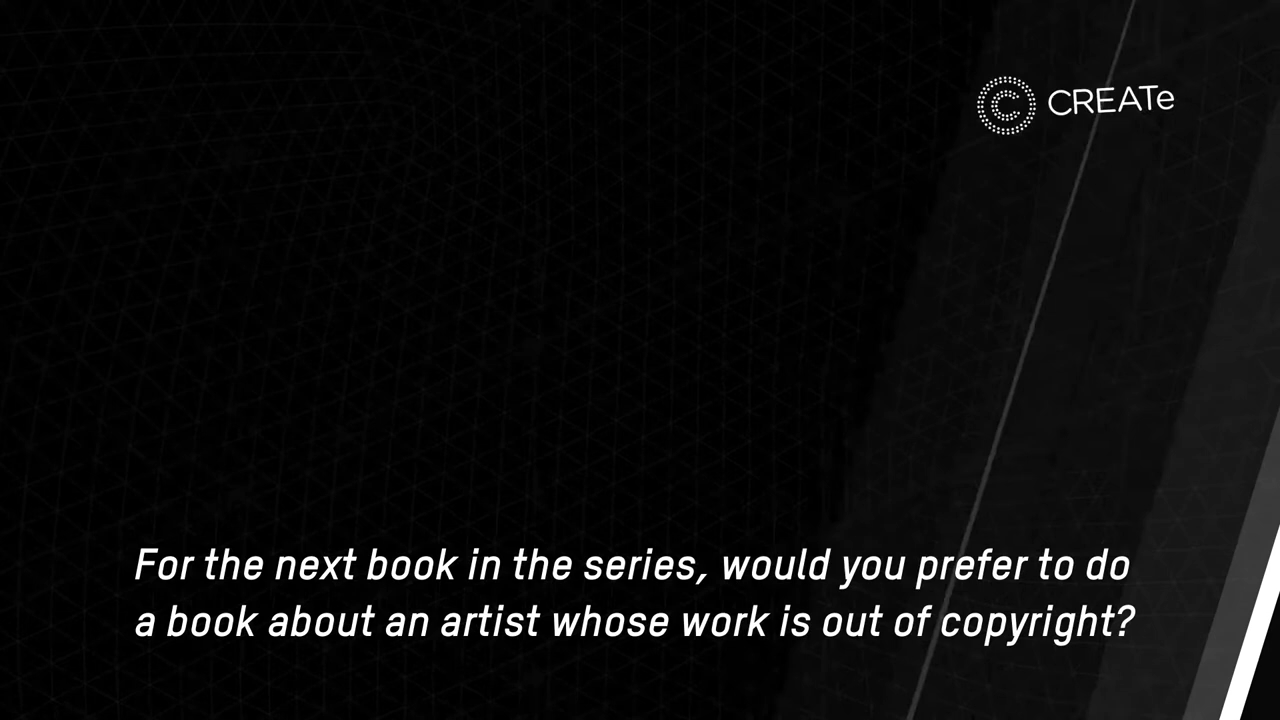 CREATe
For the next book in the series, would you prefer to do
a book about an artist whose work is out of copyright?